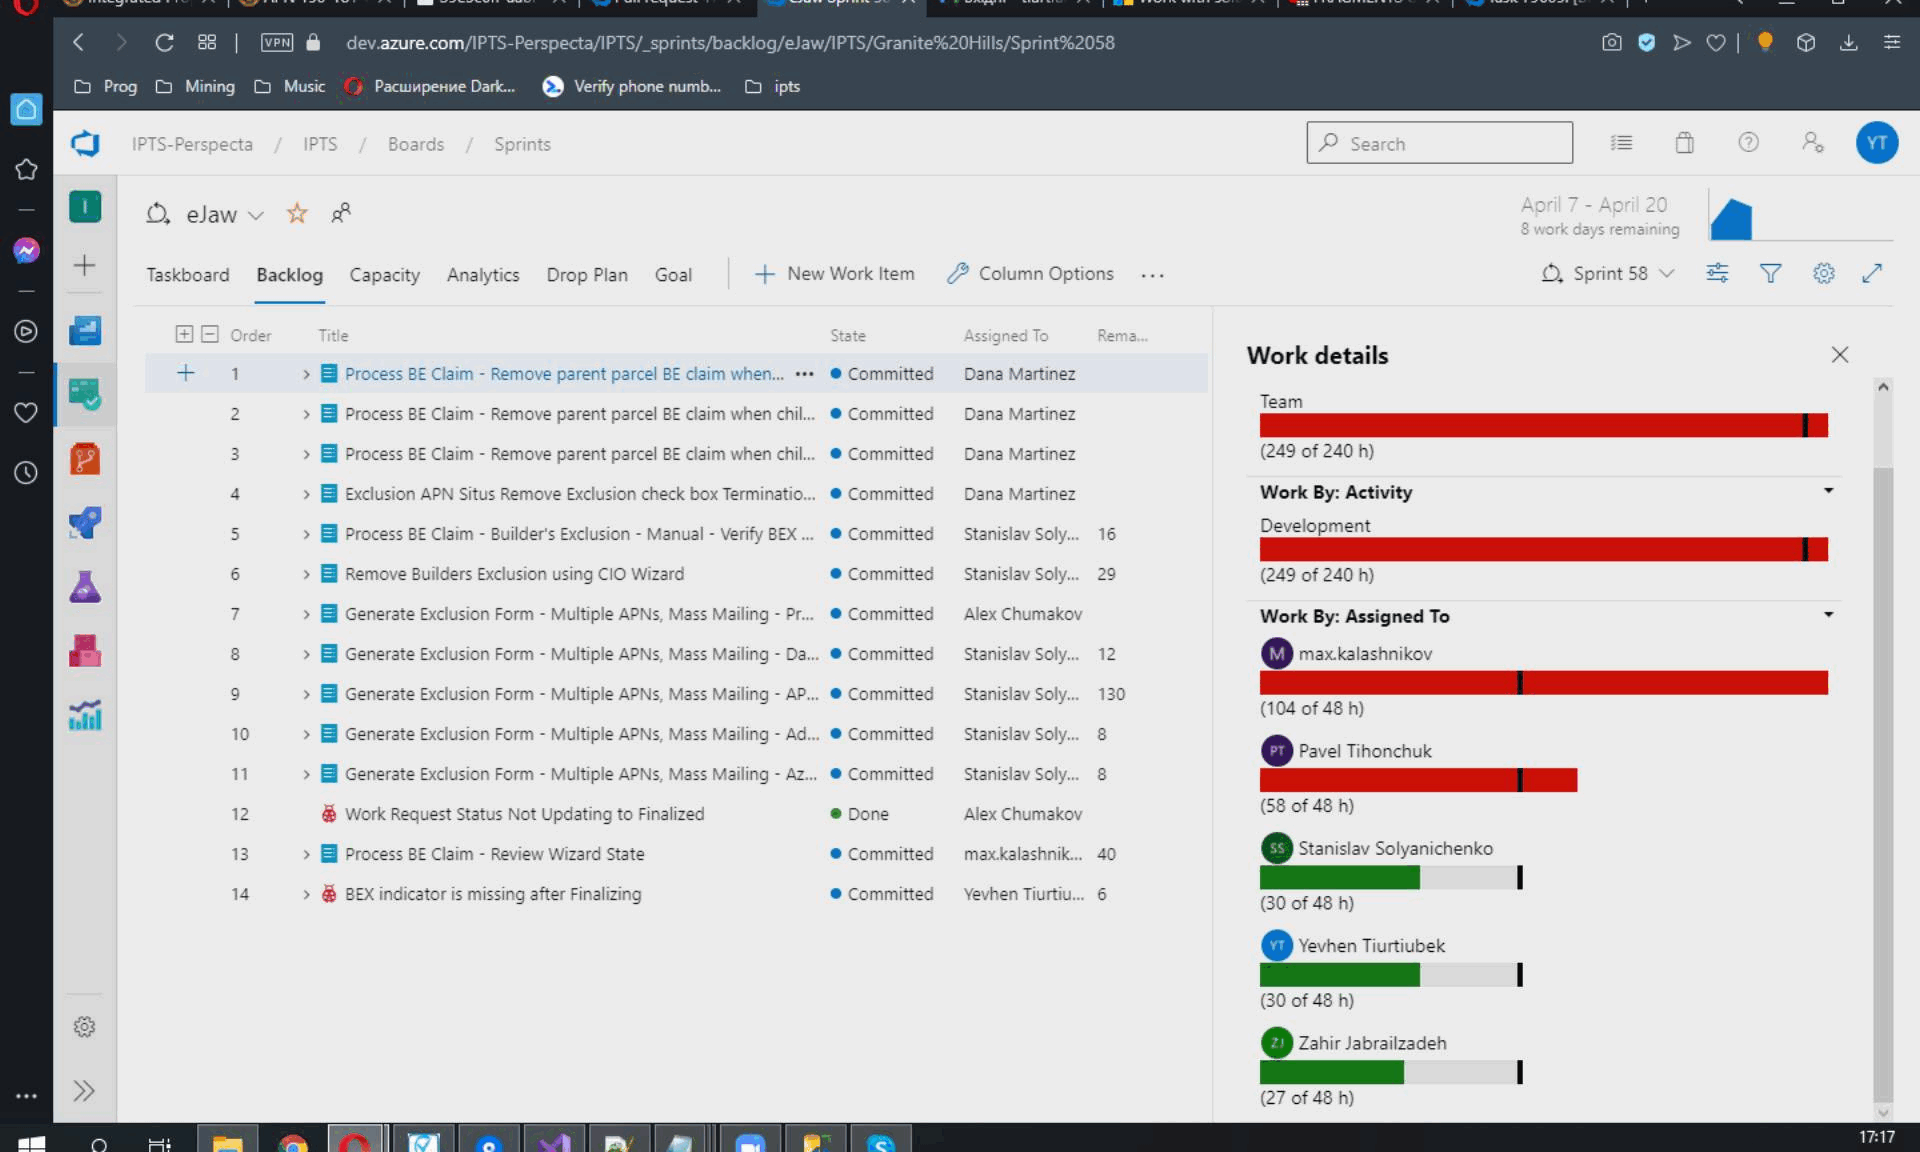 VPN
dev.azure.com/IPTS-Perspecta/IPTS/_sprints/backlog/eJaw/IPTS/Granite%20Hills/Sprint%2058
Prog
Mining
Music
Расширение Dark...
Verify phone numb...
ipts
IPTS-Perspecta / IPTS / Boards / Sprints
Search
YT
I
eJaw
April 7 - April 20
8 work days remaining
Taskboard Backlog Capacity Analytics Drop Plan Goal New Work Item Column Options
Sprint 58
Order Title State Assigned To Rema...
1 Process BE Claim - Remove parent parcel BE claim when... ••• Committed Dana Martinez
2 Process BE Claim - Remove parent parcel BE claim when chil... Committed Dana Martinez
3 Process BE Claim - Remove parent parcel BE claim when chil... Committed Dana Martinez
4 Exclusion APN Situs Remove Exclusion check box Terminatio... Committed Dana Martinez
5 Process BE Claim - Builder's Exclusion - Manual - Verify BEX ... Committed Stanislav Soly... 16
6 Remove Builders Exclusion using CIO Wizard Committed Stanislav Soly... 29
7 Generate Exclusion Form - Multiple APNs, Mass Mailing - Pr... Committed Alex Chumakov
8 Generate Exclusion Form - Multiple APNs, Mass Mailing - Da... Committed Stanislav Soly... 12
9 Generate Exclusion Form - Multiple APNs, Mass Mailing - AP... Committed Stanislav Soly... 130
10 Generate Exclusion Form - Multiple APNs, Mass Mailing - Ad... Committed Stanislav Soly... 8
11 Generate Exclusion Form - Multiple APNs, Mass Mailing - Az... Committed Stanislav Soly... 8
12 Work Request Status Not Updating to Finalized Done Alex Chumakov
13 Process BE Claim - Review Wizard State Committed max.kalashnik... 40
14 BEX indicator is missing after Finalizing Committed Yevhen Tiurtiu... 6
Work details
Team
(249 of 240 h)
Work By: Activity
Development
(249 of 240 h)
Work By: Assigned To
M max.kalashnikov
(104 of 48 h)
PT Pavel Tihonchuk
(58 of 48 h)
SS Stanislav Solyanichenko
(30 of 48 h)
YT Yevhen Tiurtiubek
(30 of 48 h)
ZJ Zahir Jabrailzadeh
(27 of 48 h)
17:17